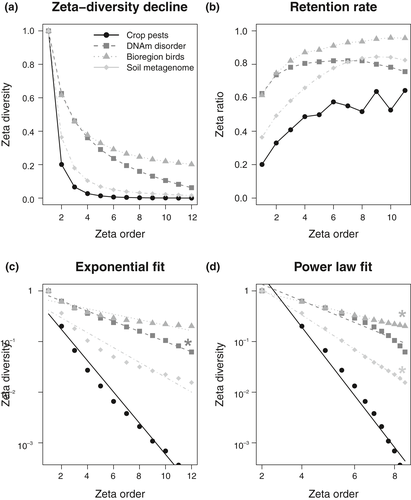 (a) Zeta−diversity decline
Crop pests
DNAm disorder
Bioregion birds
Soil metagenome
Zeta diversity
1.0
0.8
0.6
0.4
0.2
0.0
2 4 6 8 10 12
Zeta order
(b) Retention rate
Zeta ratio
1.0
0.8
0.6
0.4
0.2
0.0
2 4 6 8 10
Zeta order
(c) Exponential fit
Zeta diversity
1
10⁻¹
10⁻²
10⁻³
*
2 4 6 8 10 12
Zeta order
(d) Power law fit
Zeta diversity
1
10⁻¹
10⁻²
10⁻³
*
*
2 4 6 8
Zeta order